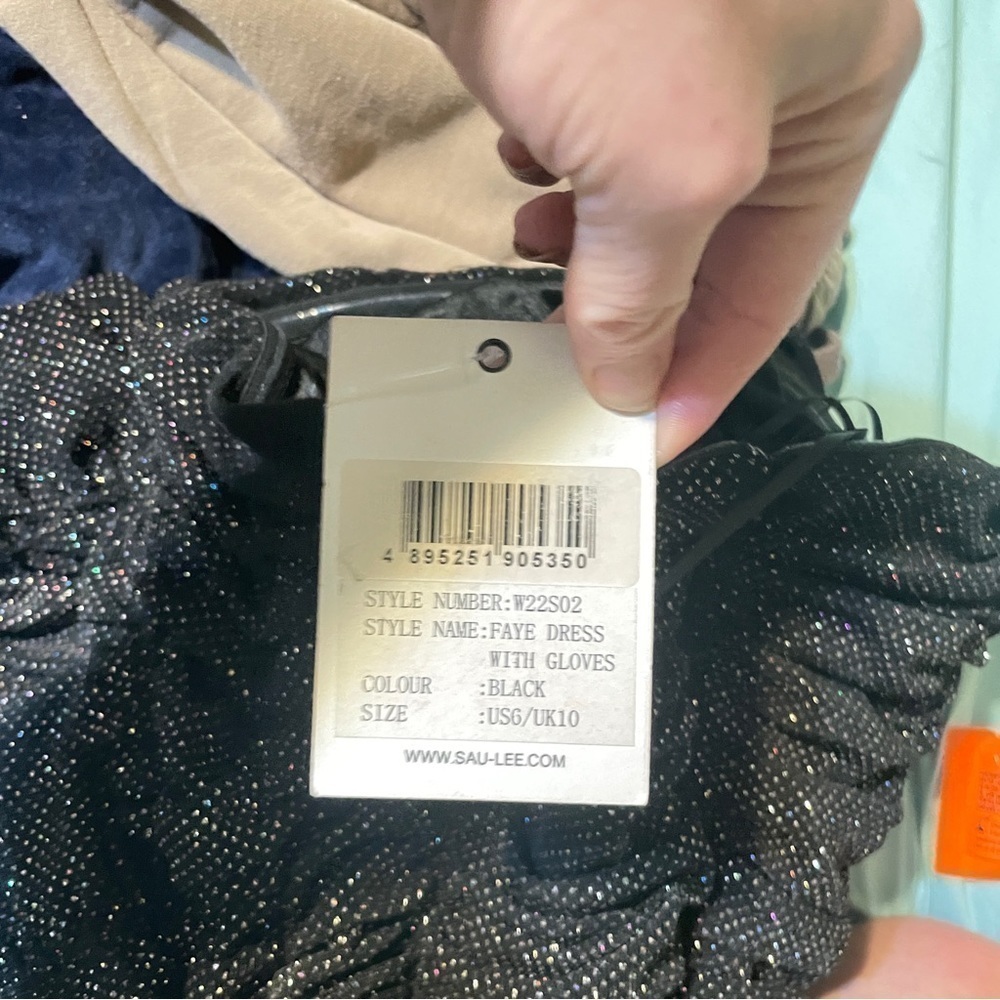 4 895251 905350
STYLE NUMBER:W22S02
STYLE NAME:FAYE DRESS
WITH GLOVES
COLOUR :BLACK
SIZE :US6/UK10
WWW.SAU-LEE.COM